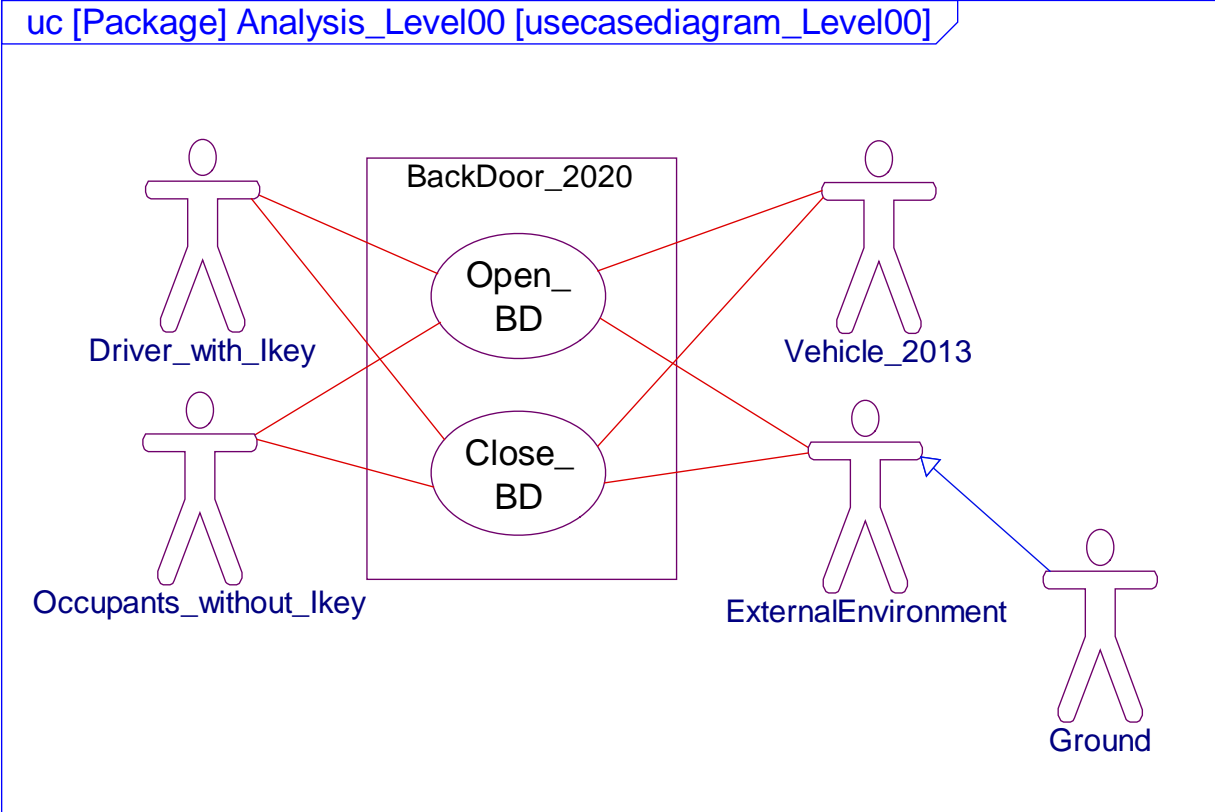 uc [Package] Analysis_Level00 [usecasediagram_Level00]
BackDoor_2020
Open_
BD
Driver_with_Ikey
Vehicle_2013
Close_
BD
Occupants_without_Ikey
ExternalEnvironment
Ground